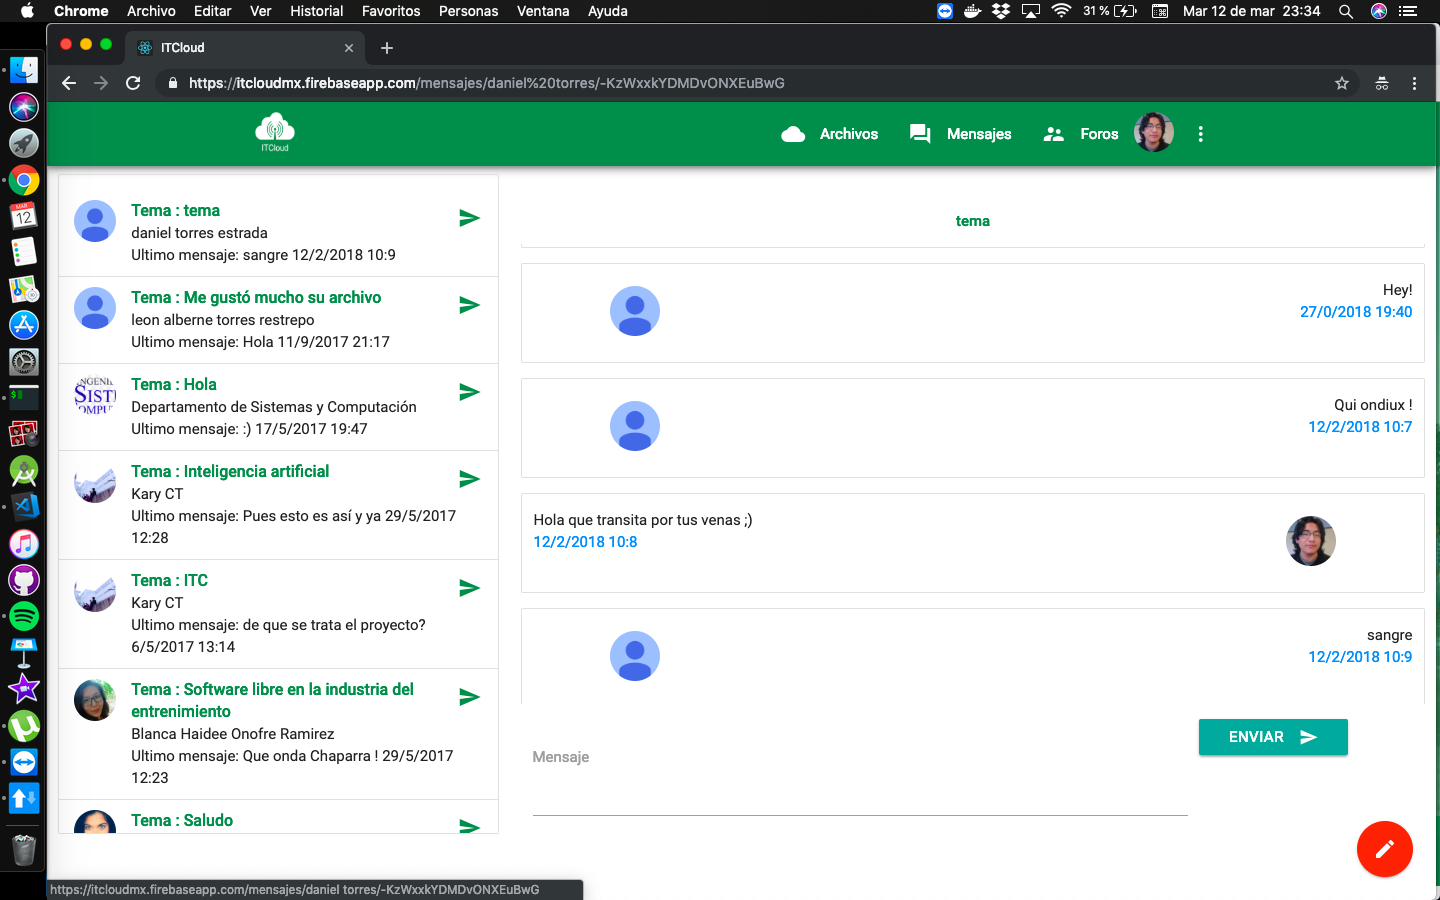 Chrome Archivo Editar Ver Historial Favoritos Personas Ventana Ayuda 31 % Mar 12 de mar 23:34
ITCloud
https://itcloudmx.firebaseapp.com/mensajes/daniel%20torres/-KzWxxkYDMDvONXEuBwG
ITCloud
Archivos Mensajes Foros
MAR
12
Tema : tema
daniel torres estrada
Ultimo mensaje: sangre 12/2/2018 10:9
Tema : Me gustó mucho su archivo
leon alberne torres restrepo
Ultimo mensaje: Hola 11/9/2017 21:17
Tema : Hola
Departamento de Sistemas y Computación
Ultimo mensaje: :) 17/5/2017 19:47
Tema : Inteligencia artificial
Kary CT
Ultimo mensaje: Pues esto es así y ya 29/5/2017
12:28
Tema : ITC
Kary CT
Ultimo mensaje: de que se trata el proyecto?
6/5/2017 13:14
Tema : Software libre en la industria del
entrenimiento
Blanca Haidee Onofre Ramirez
Ultimo mensaje: Que onda Chaparra ! 29/5/2017
12:23
Tema : Saludo
tema
Hey!
27/0/2018 19:40
Qui ondiux !
12/2/2018 10:7
Hola que transita por tus venas ;)
12/2/2018 10:8
sangre
12/2/2018 10:9
Mensaje
ENVIAR
https://itcloudmx.firebaseapp.com/mensajes/daniel torres/-KzWxxkYDMDvONXEuBwG